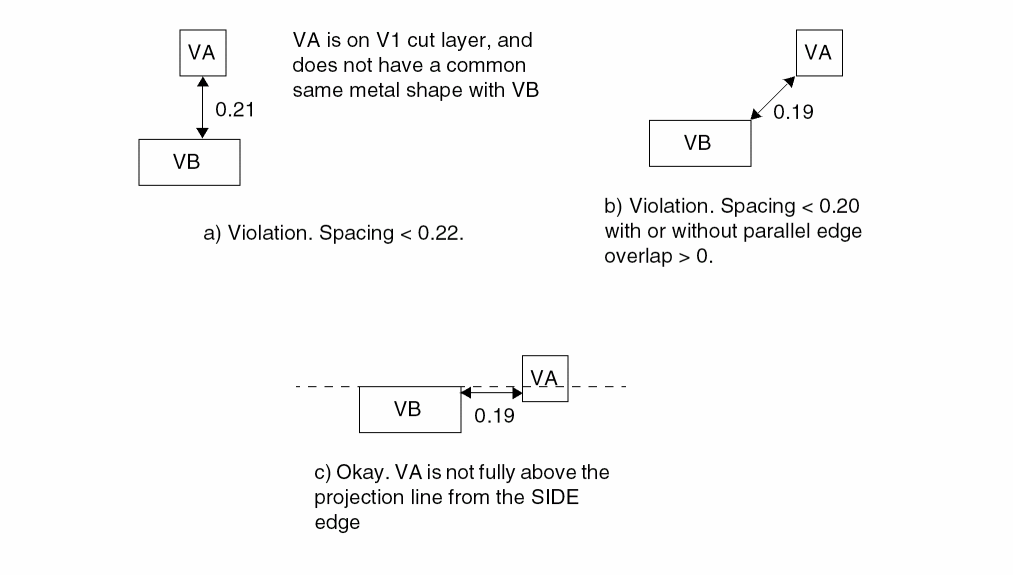 VA
VA is on V1 cut layer, and
does not have a common
same metal shape with VB
0.21
VB
a) Violation. Spacing < 0.22.
VA
0.19
VB
b) Violation. Spacing < 0.20
with or without parallel edge
overlap > 0.
VA
VB
0.19
c) Okay. VA is not fully above the
projection line from the SIDE
edge